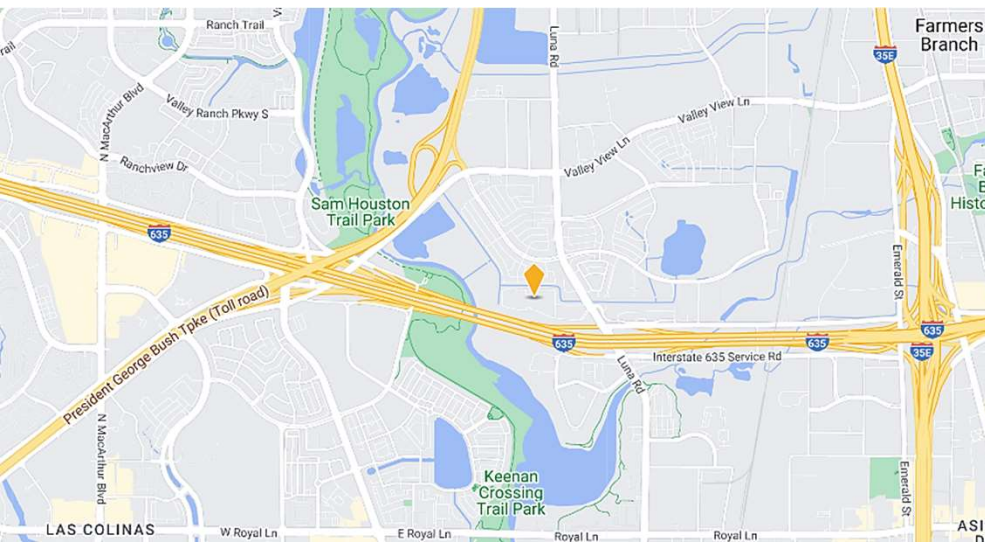 Ranch Trail
Luna Rd
Farmers
Branch
35E
N MacArthur Blvd
Valley Ranch Pkwy S
Valley View Ln
Valley View Ln
Ranchview Dr
Sam Houston
Trail Park
635
Emerald St
President George Bush Tpke (Toll road)
635
635
635
35E
Interstate 635 Service Rd
Luna Rd
N MacArthur Blvd
Keenan
Crossing
Trail Park
Emerald St
LAS COLINAS
W Royal Ln
E Royal Ln
Royal Ln
Royal Ln